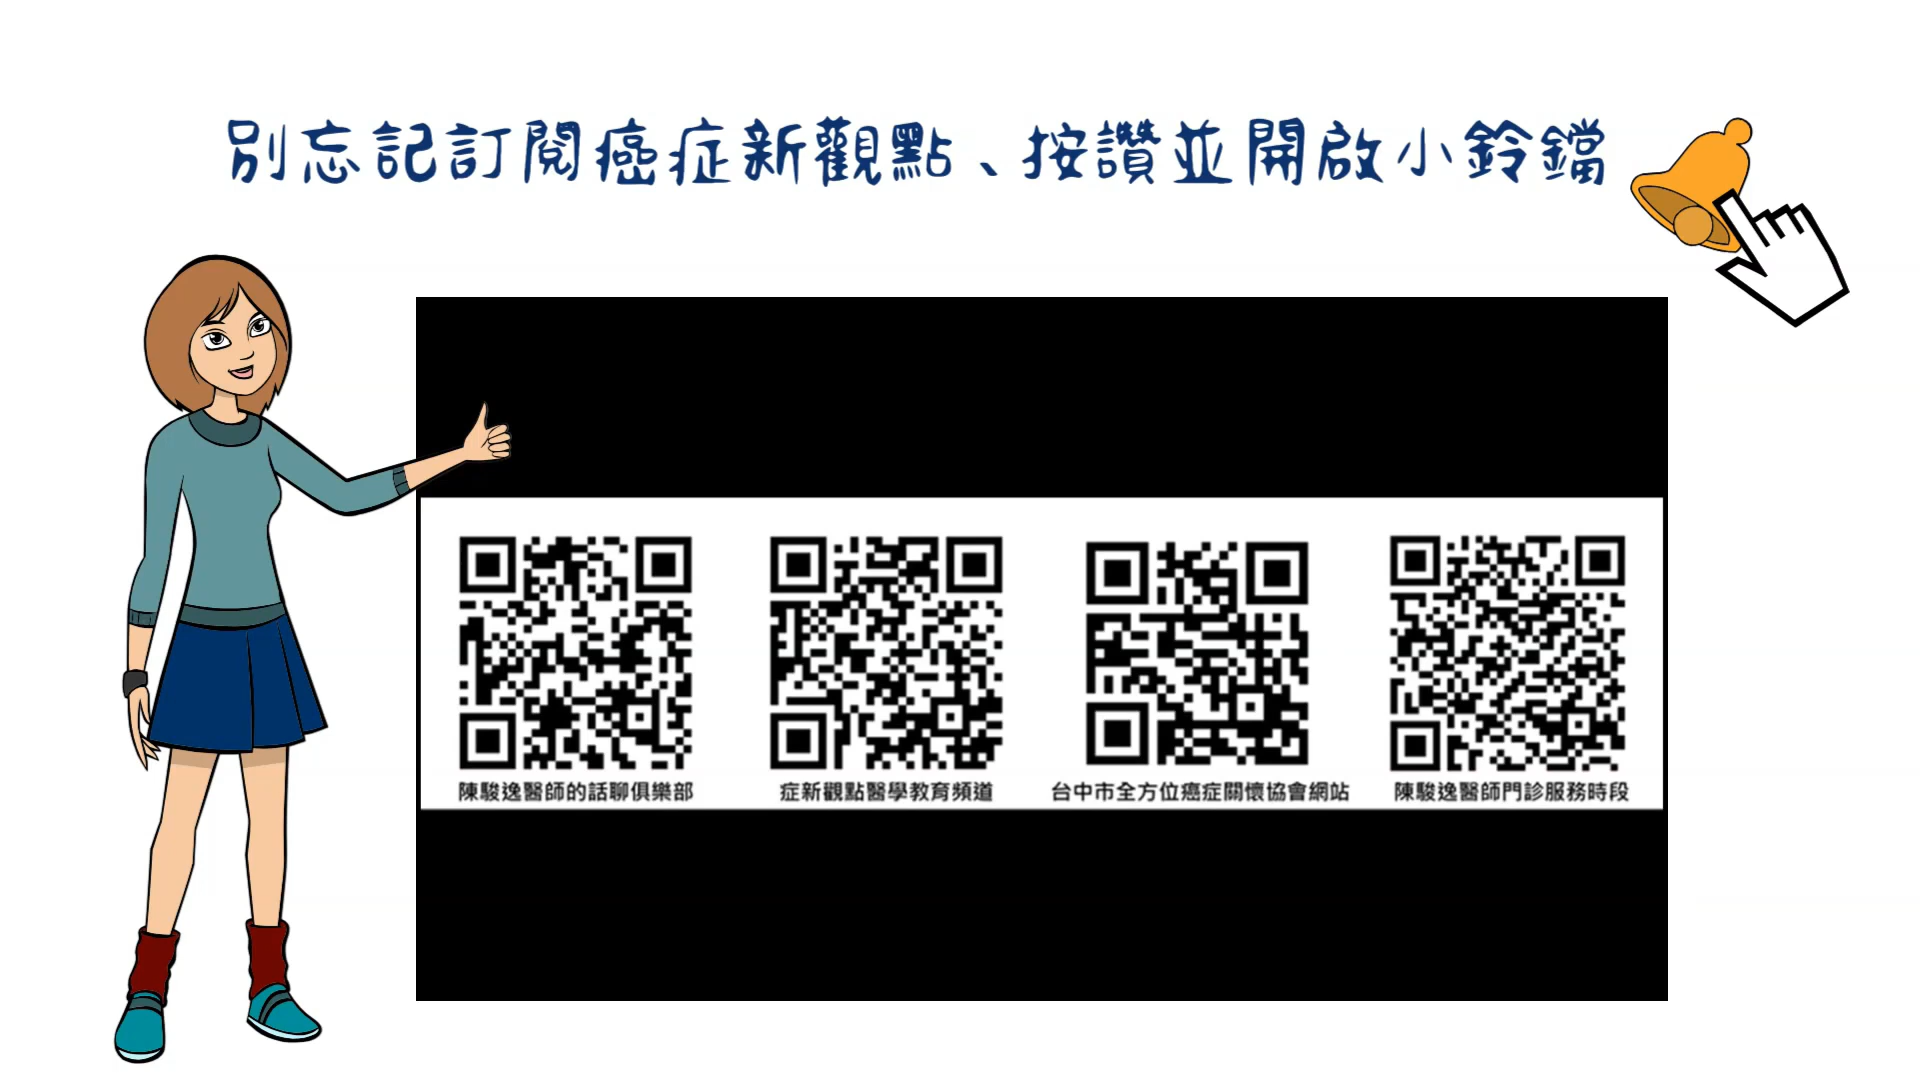 別忘記訂閱癌症新觀點、按讚並開啟小鈴鐺
陳駿逸醫師的話聊俱樂部
症新觀點醫學教育頻道
台中市全方位癌症關懷協會網站
陳駿逸醫師門診服務時段